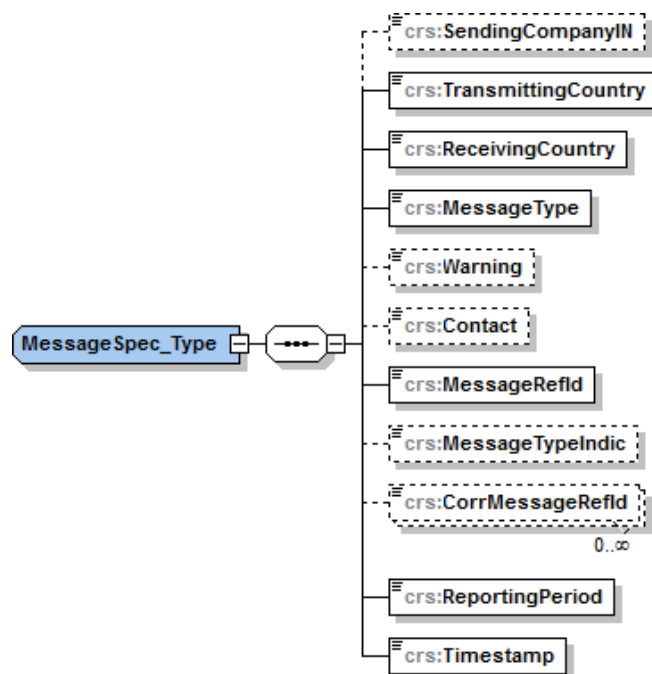 crs:SendingCompanyIN
crs:TransmittingCountry
crs:ReceivingCountry
crs:MessageType
crs:Warning
MessageSpec_Type
crs:Contact
crs:MessageRefId
crs:MessageTypeIndic
crs:CorrMessageRefId
0..∞
crs:ReportingPeriod
crs:Timestamp